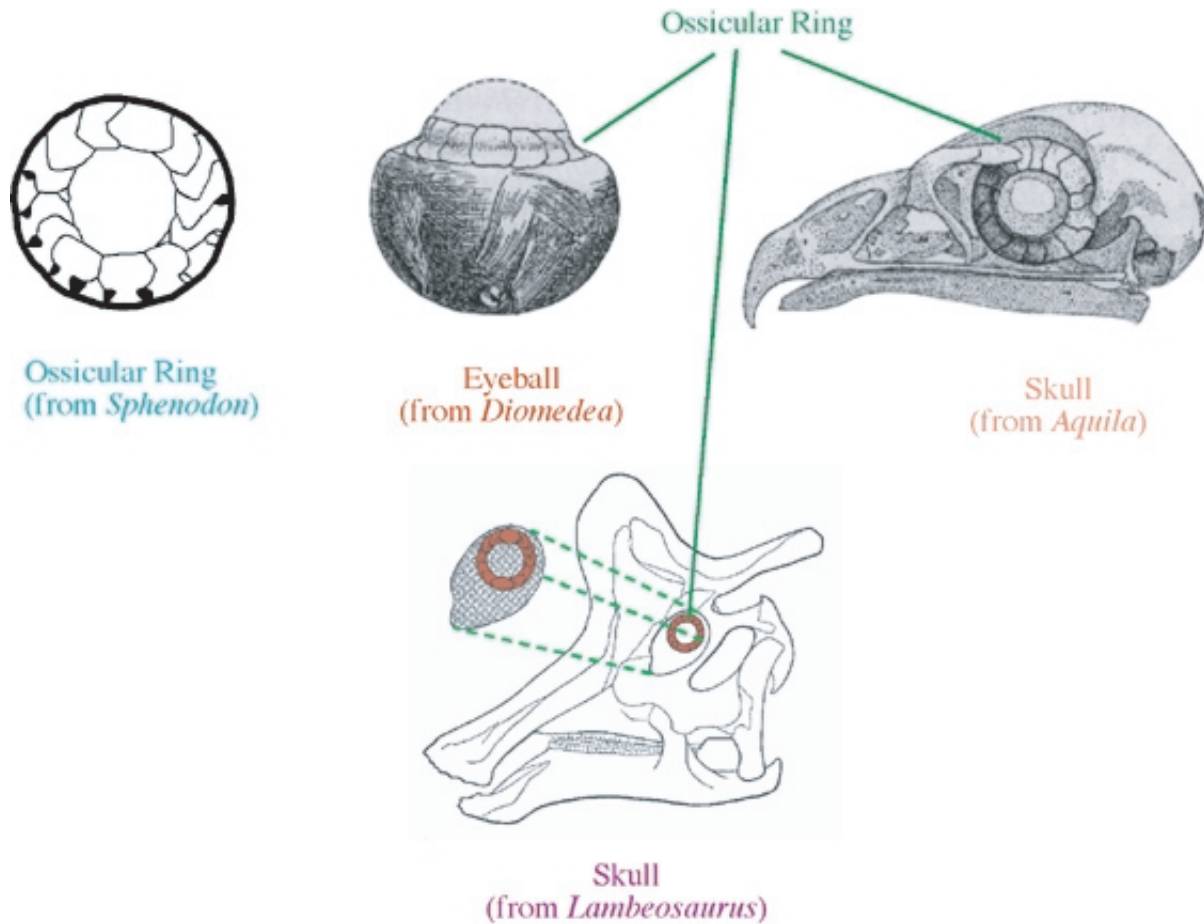 Ossicular Ring
Ossicular Ring
(from Sphenodon)
Eyeball
(from Diomedea)
Skull
(from Aquila)
Skull
(from Lambeosaurus)